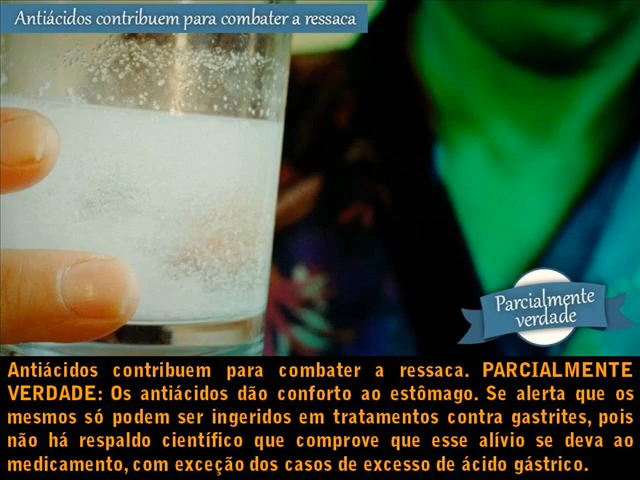 Antiácidos contribuem para combater a ressaca
Parcialmente
verdade
Antiácidos contribuem para combater a ressaca. PARCIALMENTE
VERDADE: Os antiácidos dão conforto ao estômago. Se alerta que os
mesmos só podem ser ingeridos em tratamentos contra gastrites, pois
não há respaldo científico que comprove que esse alívio se deva ao
medicamento, com exceção dos casos de excesso de ácido gástrico.